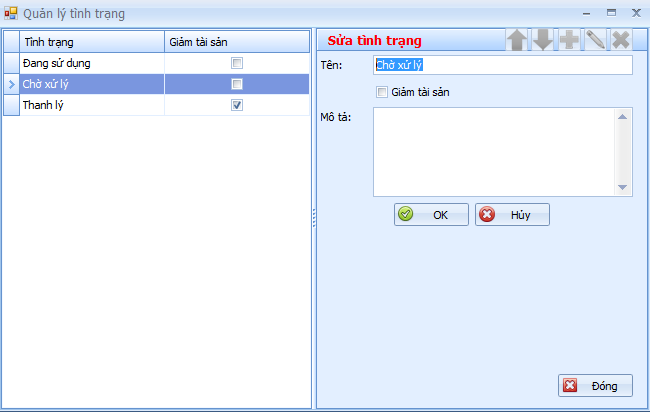 Quản lý tình trạng
Tình trạng Giảm tài sản
Đang sử dụng
Chờ xử lý
Thanh lý
Sửa tình trạng
Tên: Chờ xử lý
Giảm tài sản
Mô tả:
OK Hủy
Đóng